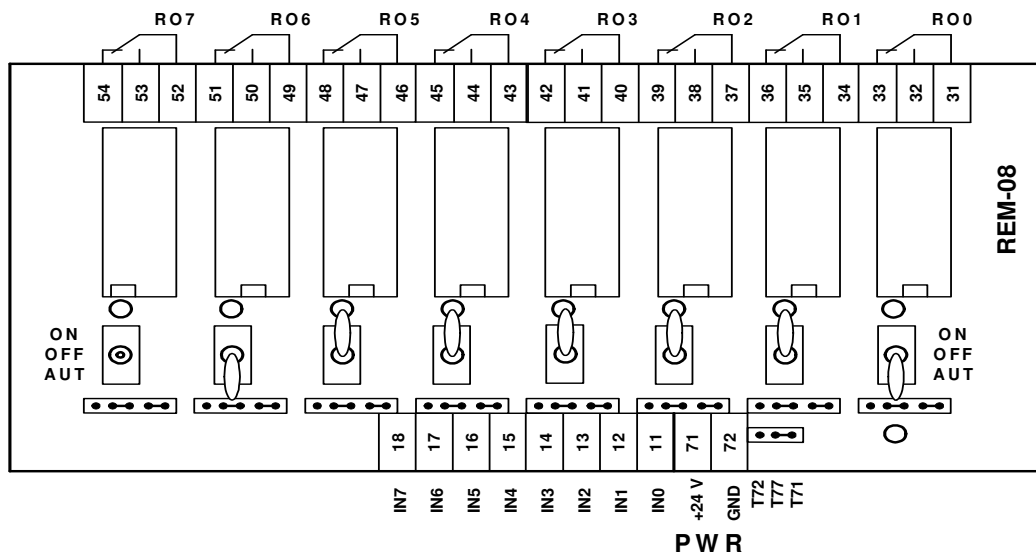 RO7 RO6 RO5 RO4 RO3 RO2 RO1 RO0
54 53 52 51 50 49 48 47 46 45 44 43 42 41 40 39 38 37 36 35 34 33 32 31
REM-08
ON
OFF
AUT
ON
OFF
AUT
18 17 16 15 14 13 12 11 71 72
IN7 IN6 IN5 IN4 IN3 IN2 IN1 IN0 +24 V GND T72 T77 T71
PWR